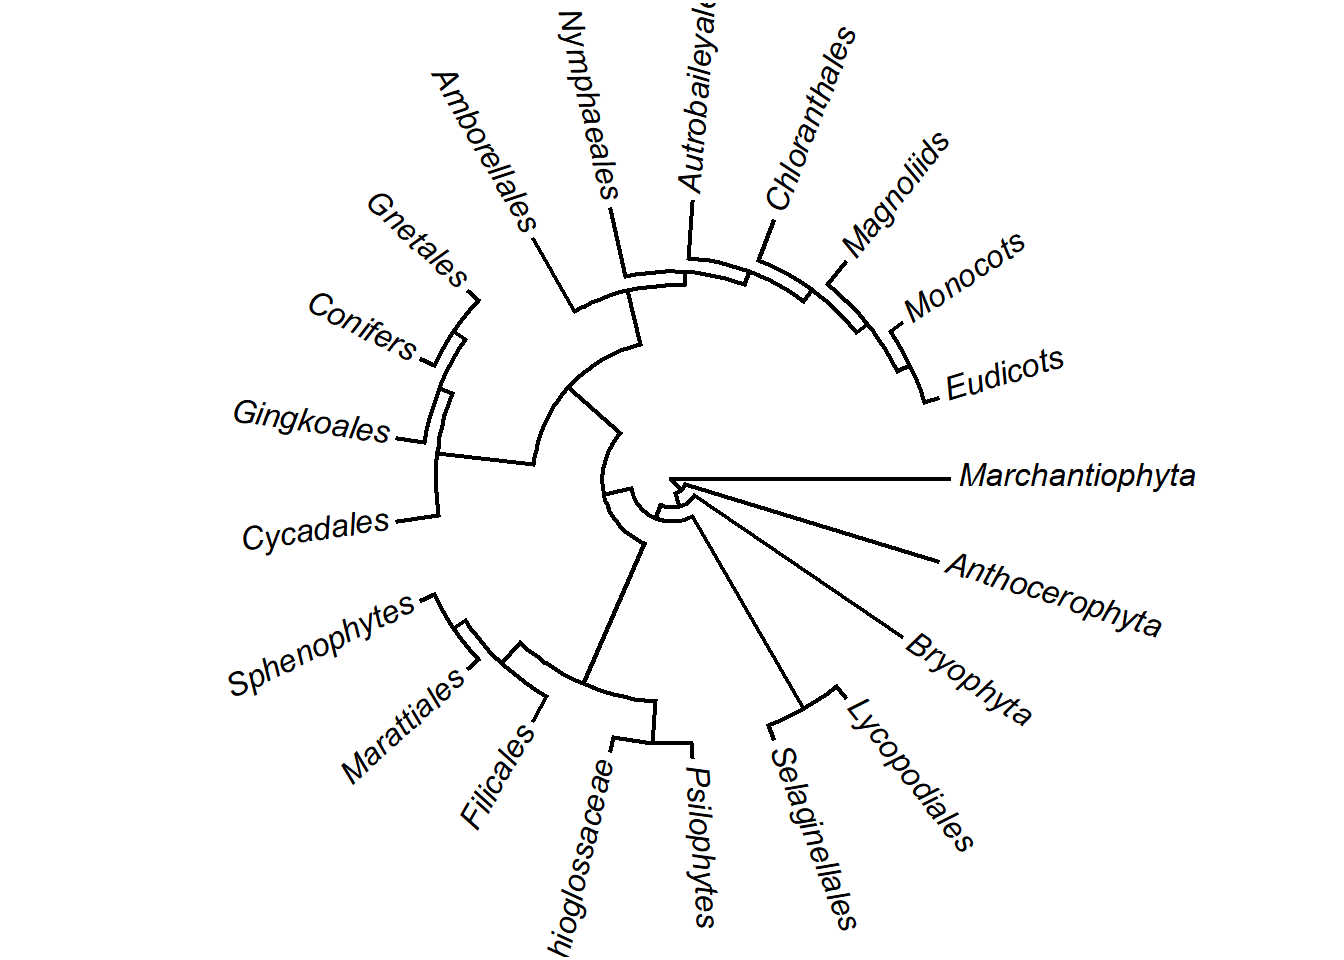 Nymphaeales
Autrobaileyale
Chloranthales
Amborellales
Magnoliids
Gnetales
Monocots
Conifers
Eudicots
Gingkoales
Marchantiophyta
Cycadales
Anthocerophyta
Sphenophytes
Bryophyta
Marattiales
Lycopodiales
Filicales
Selaginellales
hioglossaceae
Psilophytes